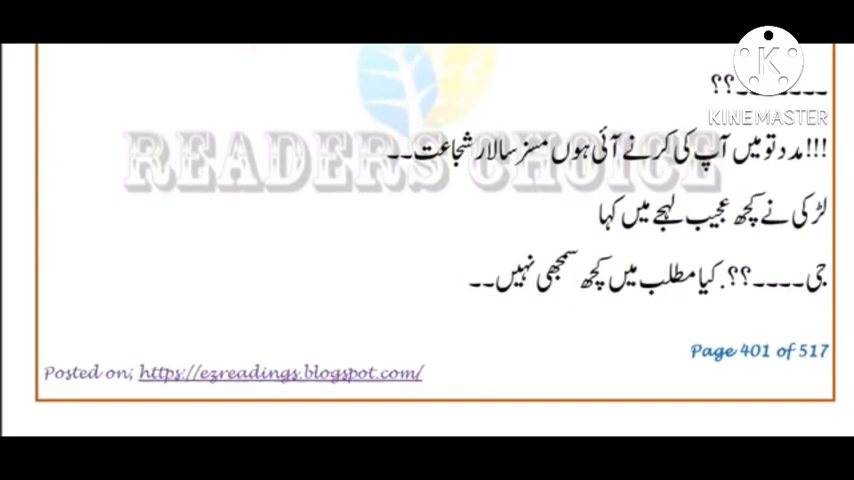 KINEMASTER
--------؟؟
!!!مدد تو میں آپ کی کرنے آئی ہوں مسز سالار شجاعت--
READERS CHOICE
لڑکی نے کچھ عجیب لہجے میں کہا
جی----؟؟. کیا مطلب میں کچھ سمجھی نہیں--
Page 401 of 517
Posted on; https://ezreadings.blogspot.com/